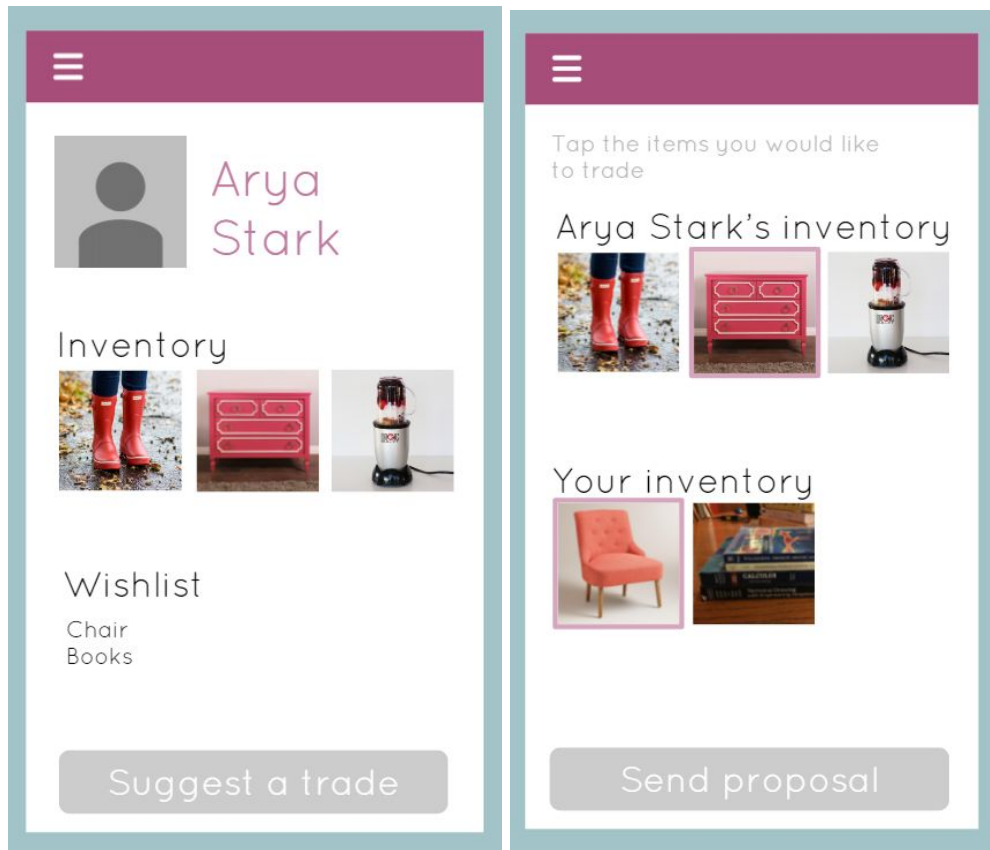 Arya
Stark
Inventory
Wishlist
Chair
Books
Suggest a trade
Tap the items you would like
to trade
Arya Stark's inventory
Your inventory
CALCULUS
Send proposal